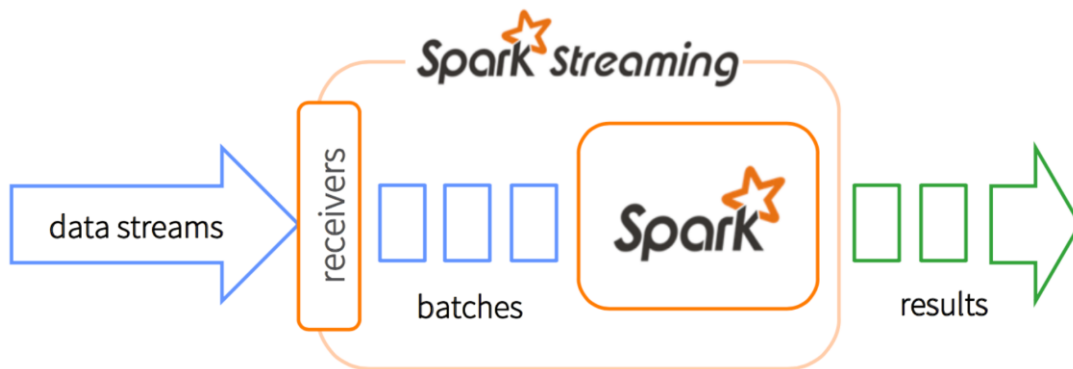 Spark Streaming
data streams
receivers
batches
Spark
results